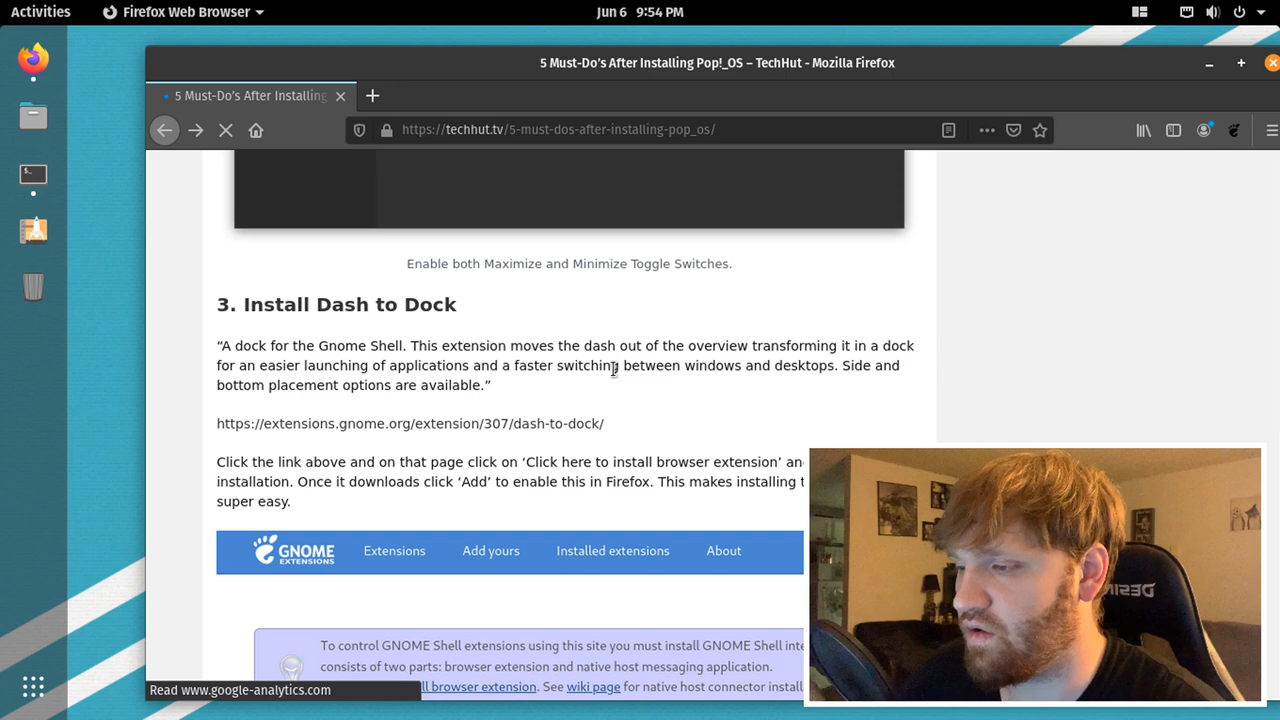 Activities
Firefox Web Browser
Jun 6 9:54 PM
5 Must-Do's After Installing Pop!_OS – TechHut - Mozilla Firefox
5 Must-Do's After Installing
https://techhut.tv/5-must-dos-after-installing-pop_os/
Enable both Maximize and Minimize Toggle Switches.
3. Install Dash to Dock
“A dock for the Gnome Shell. This extension moves the dash out of the overview transforming it in a dock
for an easier launching of applications and a faster switching between windows and desktops. Side and
bottom placement options are available.”
https://extensions.gnome.org/extension/307/dash-to-dock/
Click the link above and on that page click on ‘Click here to install browser extension’ an
installation. Once it downloads click ‘Add’ to enable this in Firefox. This makes installing
super easy.
GNOME EXTENSIONS Extensions Add yours Installed extensions About
To control GNOME Shell extensions using this site you must install GNOME Shell inte
consists of two parts: browser extension and native host messaging application.
ll browser extension. See wiki page for native host connector install
Read www.google-analytics.com